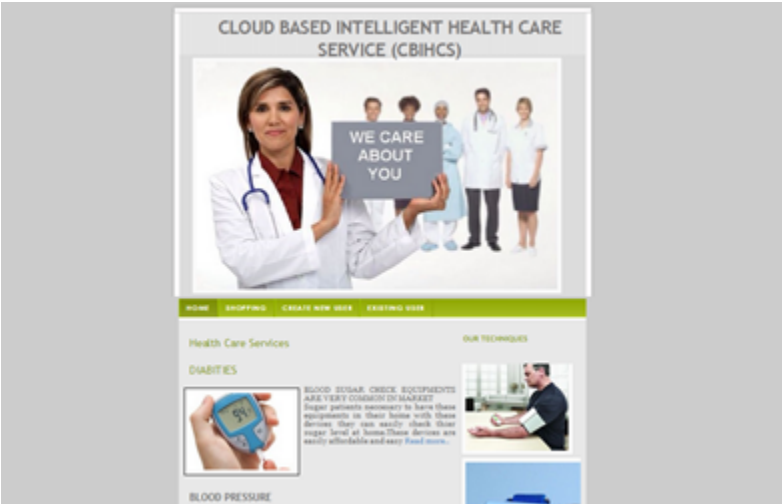 CLOUD BASED INTELLIGENT HEALTH CARE
SERVICE (CBIHCS)
WE CARE
ABOUT
YOU
HOME SHOPPING CREATE NEW USER EXISTING USER
Health Care Services
OUR TECHNIQUES
DIABITIES
BLOOD SUGAR CHECK EQUIPMENTS
ARE VERY COMMON IN MARKET
Sugar patients necessary to have these
equipments in their home with these
devices they can easily check thier
sugar level at home.These devices are
easily affordable and easy Read more..
BLOOD PRESSURE